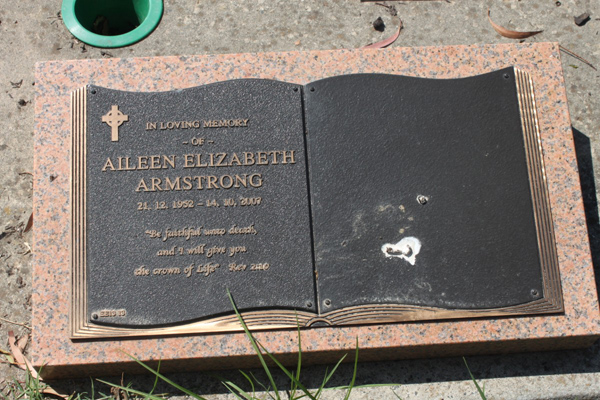 IN LOVING MEMORY
- OF -
AILEEN ELIZABETH
ARMSTRONG
21. 12. 1952 - 14. 10. 2007
"Be faithful unto death,
and I will give you
the crown of Life" Rev 2:10